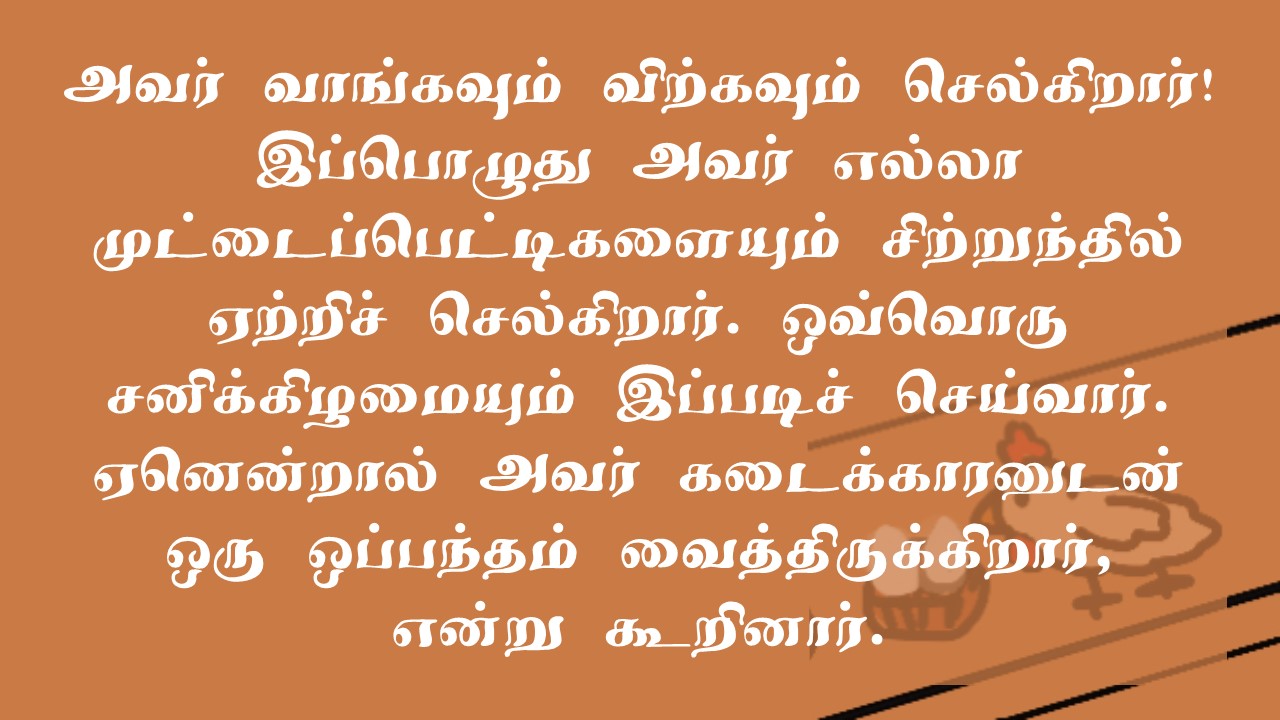 அவர் வாங்கவும் விற்கவும் செல்கிறார்!
இப்பொழுது அவர் எல்லா
முட்டைப்பெட்டிகளையும் சிற்றுந்தில்
ஏற்றிச் செல்கிறார். ஒவ்வொரு
சனிக்கிழமையும் இப்படிச் செய்வார்.
ஏனென்றால் அவர் கடைக்காரனுடன்
ஒரு ஒப்பந்தம் வைத்திருக்கிறார்,
என்று கூறினார்.